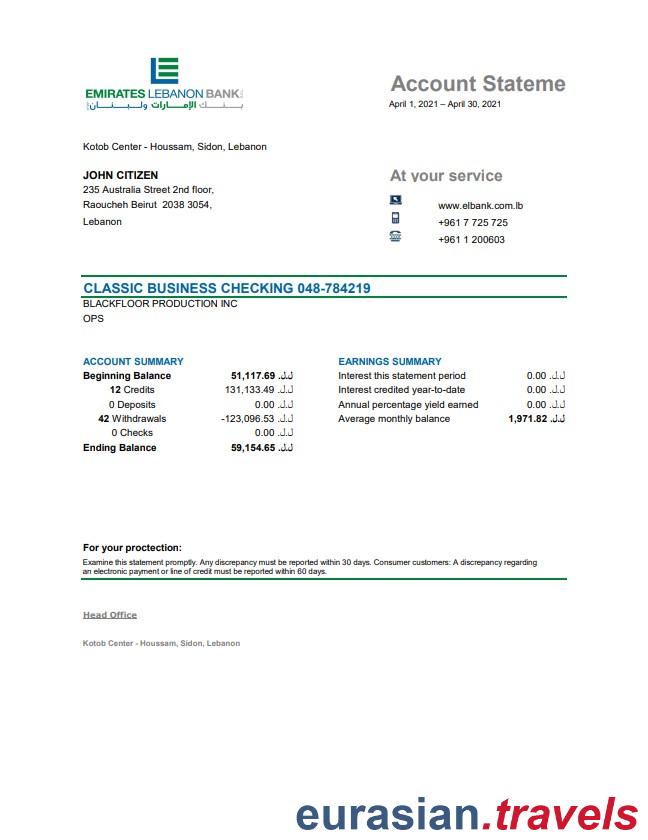 EMIRATES LEBANON BANK
بنك الإمارات ولبنان
Account Stateme
April 1, 2021 – April 30, 2021
Kotob Center - Houssam, Sidon, Lebanon
JOHN CITIZEN
235 Australia Street 2nd floor,
Raoucheh Beirut 2038 3054,
Lebanon
At your service
www.elbank.com.lb
+961 7 725 725
+961 1 200603
CLASSIC BUSINESS CHECKING 048-784219
BLACKFLOOR PRODUCTION INC
OPS
ACCOUNT SUMMARY
Beginning Balance 51,117.69 ل.ل.
12 Credits 131,133.49 ل.ل.
0 Deposits 0.00 ل.ل.
42 Withdrawals -123,096.53 ل.ل.
0 Checks 0.00 ل.ل.
Ending Balance 59,154.65 ل.ل.
EARNINGS SUMMARY
Interest this statement period 0.00 ل.ل.
Interest credited year-to-date 0.00 ل.ل.
Annual percentage yield earned 0.00 ل.ل.
Average monthly balance 1,971.82 ل.ل.
For your proctection:
Examine this statement promptly. Any discrepancy must be reported within 30 days. Consumer customers: A discrepancy regarding
an electronic payment or line of credit must be reported within 60 days.
Head Office
Kotob Center - Houssam, Sidon, Lebanon
eurasian.travels